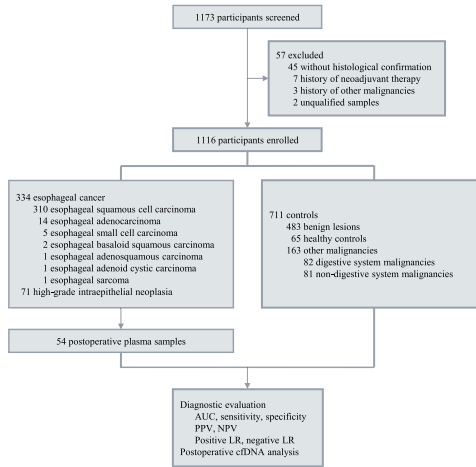 1173 participants screened
57 excluded
45 without histological confirmation
7 history of neoadjuvant therapy
3 history of other malignancies
2 unqualified samples
1116 participants enrolled
334 esophageal cancer
310 esophageal squamous cell carcinoma
14 esophageal adenocarcinoma
5 esophageal small cell carcinoma
2 esophageal basaloid squamous carcinoma
1 esophageal adenosquamous carcinoma
1 esophageal adenoid cystic carcinoma
1 esophageal sarcoma
71 high-grade intraepithelial neoplasia
711 controls
483 benign lesions
65 healthy controls
163 other malignancies
82 digestive system malignancies
81 non-digestive system malignancies
54 postoperative plasma samples
Diagnostic evaluation
AUC, sensitivity, specificity
PPV, NPV
Positive LR, negative LR
Postoperative cfDNA analysis